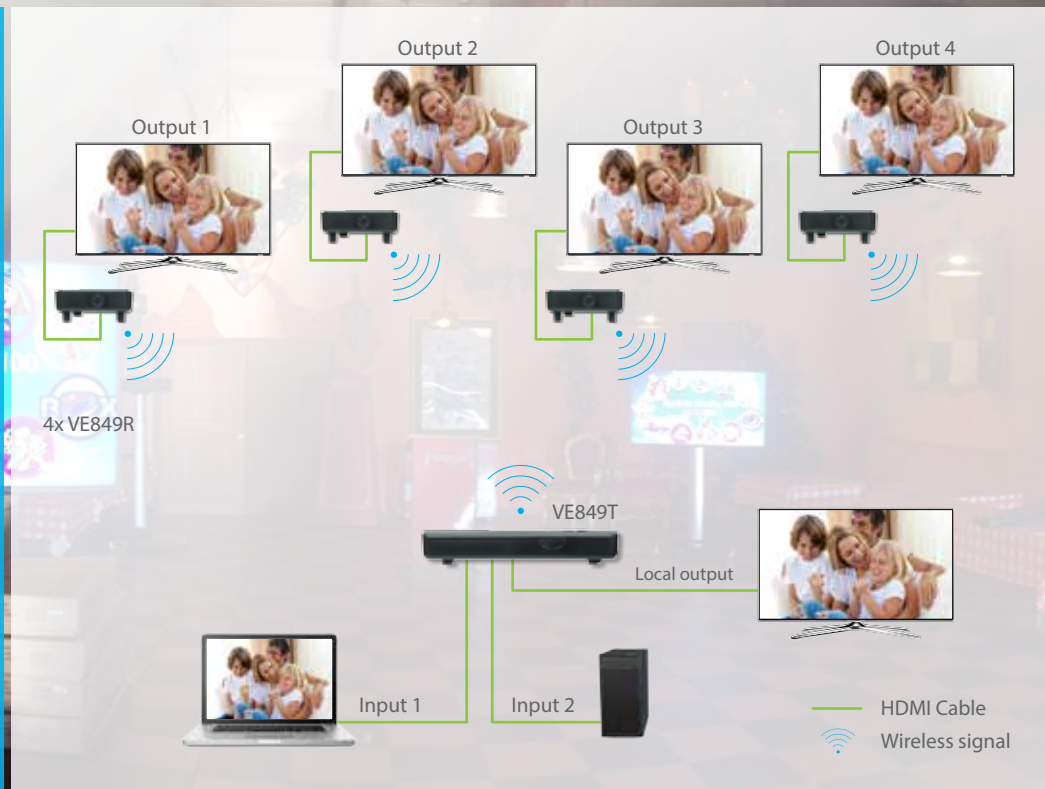 Output 2
Output 4
Output 1
Output 3
4x VE849R
VE849T
Local output
Input 1
Input 2
HDMI Cable
Wireless signal